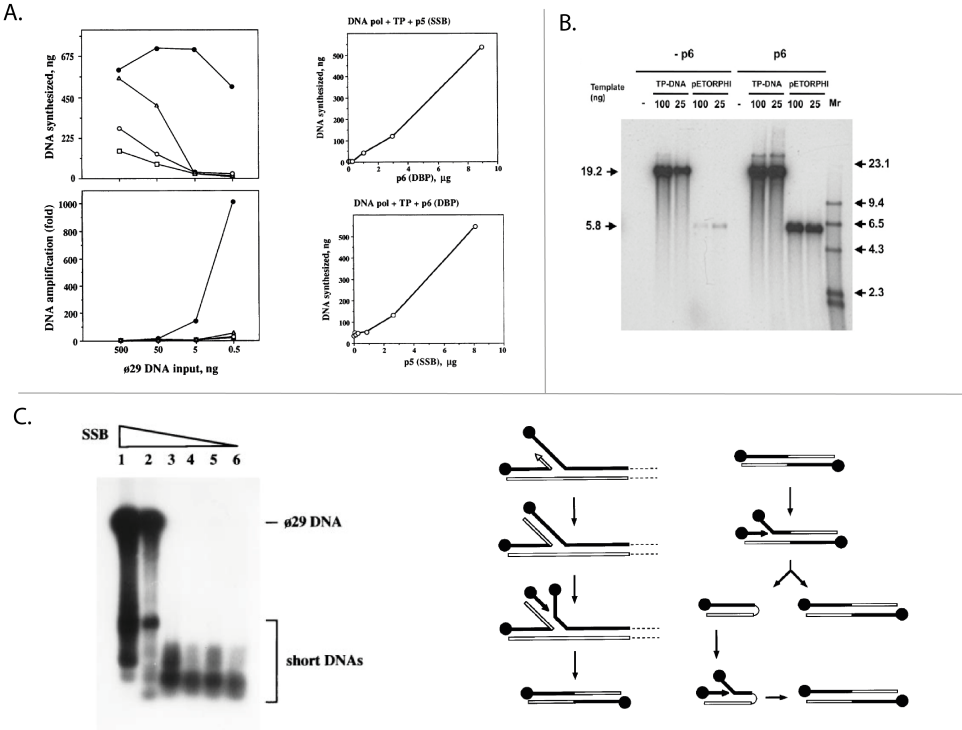 A.
DNA synthesized, ng
675
450
225
0
DNA amplification (fold)
1000
800
600
400
200
0
500 50 5 0.5
ø29 DNA input, ng
DNA pol + TP + p5 (SSB)
DNA synthesized, ng
600
500
400
300
200
100
0
0 2 4 6 8 10
p6 (DBP), µg
DNA pol + TP + p6 (DBP)
DNA synthesized, ng
500
400
300
200
100
0
0 2 4 6 8 10
p5 (SSB), µg
B.
- p6 p6
Template (ng)
TP-DNA pETORPHI TP-DNA pETORPHI
- 100 25 100 25 - 100 25 100 25 Mr
19.2
5.8
23.1
9.4
6.5
4.3
2.3
C.
SSB
1 2 3 4 5 6
ø29 DNA
short DNAs